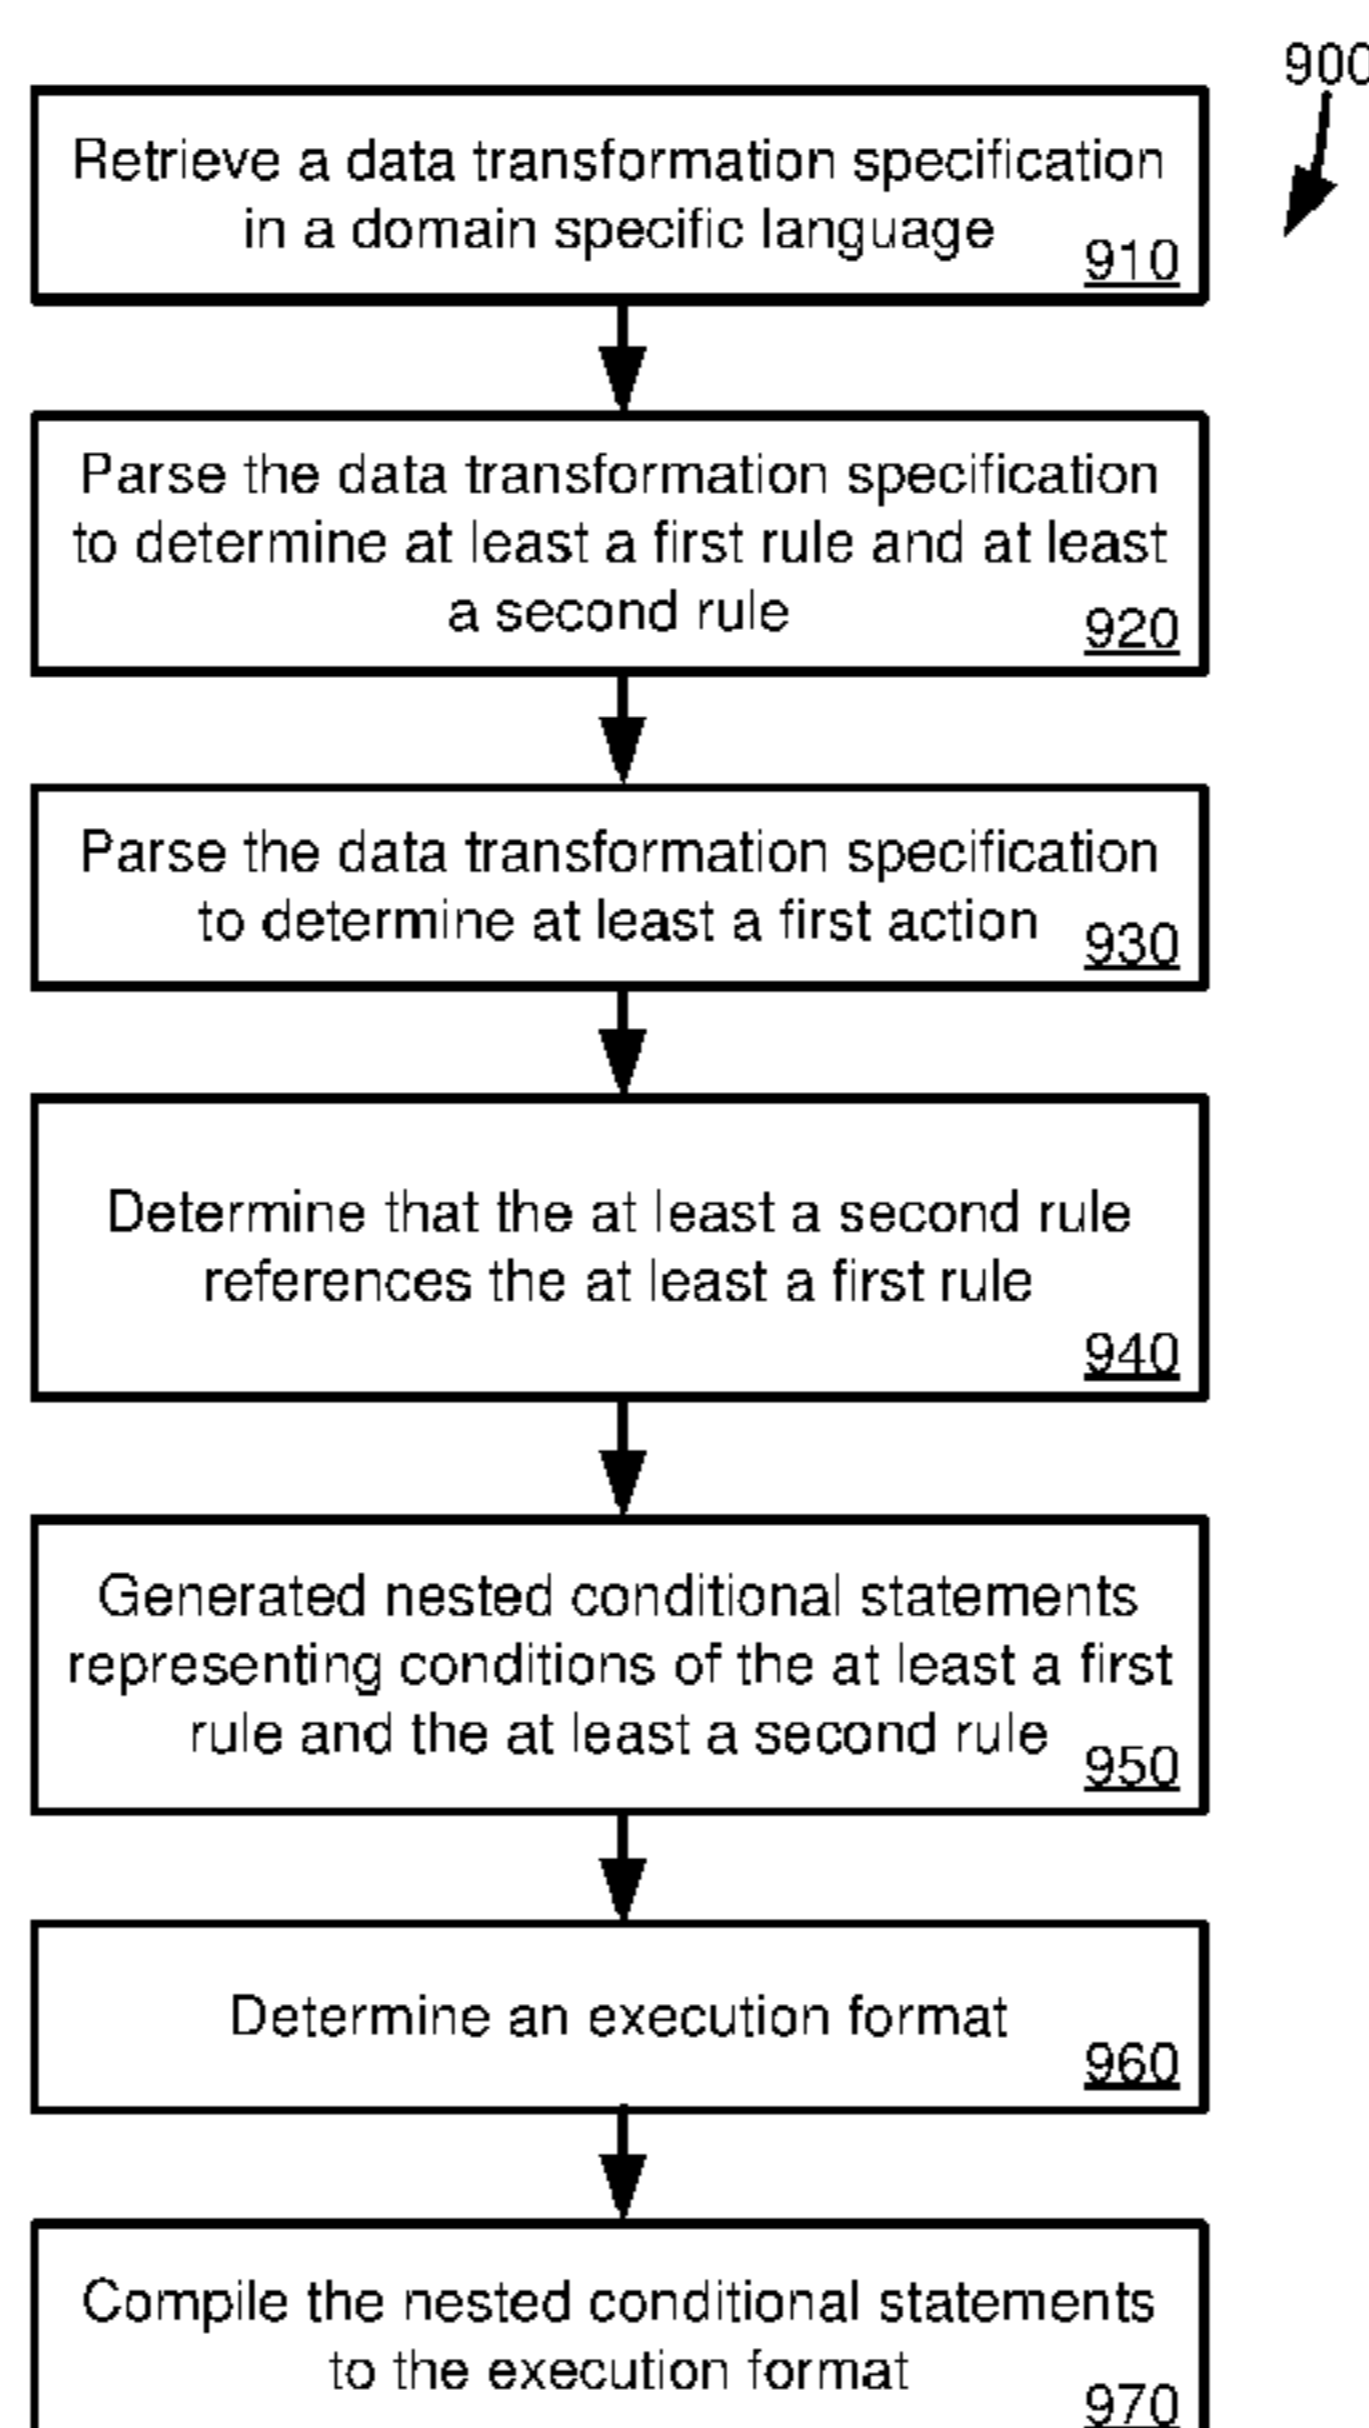 900
Retrieve a data transformation specification
in a domain specific language
910
Parse the data transformation specification
to determine at least a first rule and at least
a second rule
920
Parse the data transformation specification
to determine at least a first action
930
Determine that the at least a second rule
references the at least a first rule
940
Generated nested conditional statements
representing conditions of the at least a first
rule and the at least a second rule
950
Determine an execution format
960
Compile the nested conditional statements
to the execution format
970